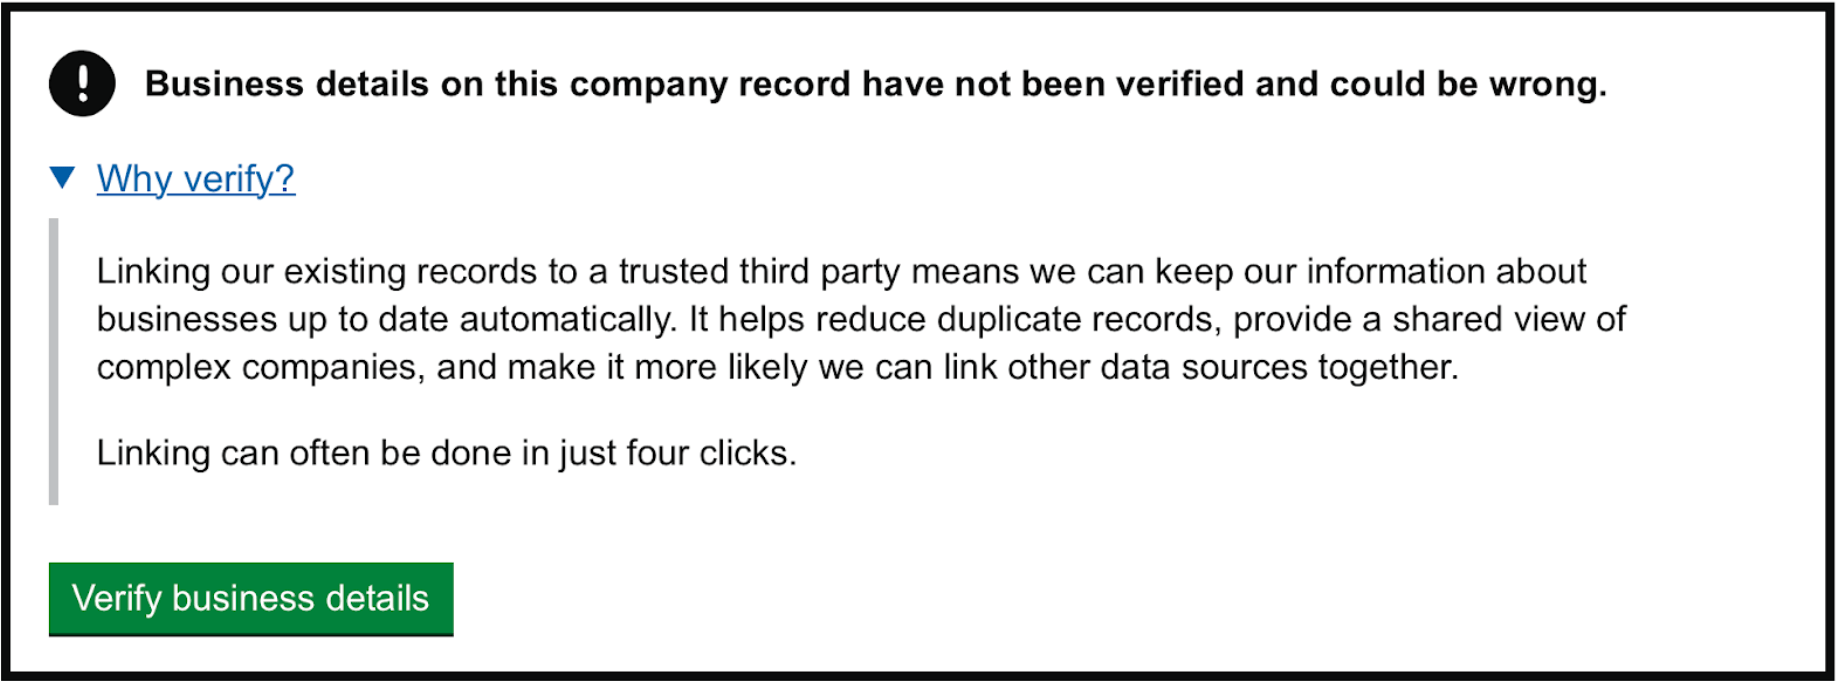 ! Business details on this company record have not been verified and could be wrong.
Why verify?
Linking our existing records to a trusted third party means we can keep our information about
businesses up to date automatically. It helps reduce duplicate records, provide a shared view of
complex companies, and make it more likely we can link other data sources together.
Linking can often be done in just four clicks.
Verify business details